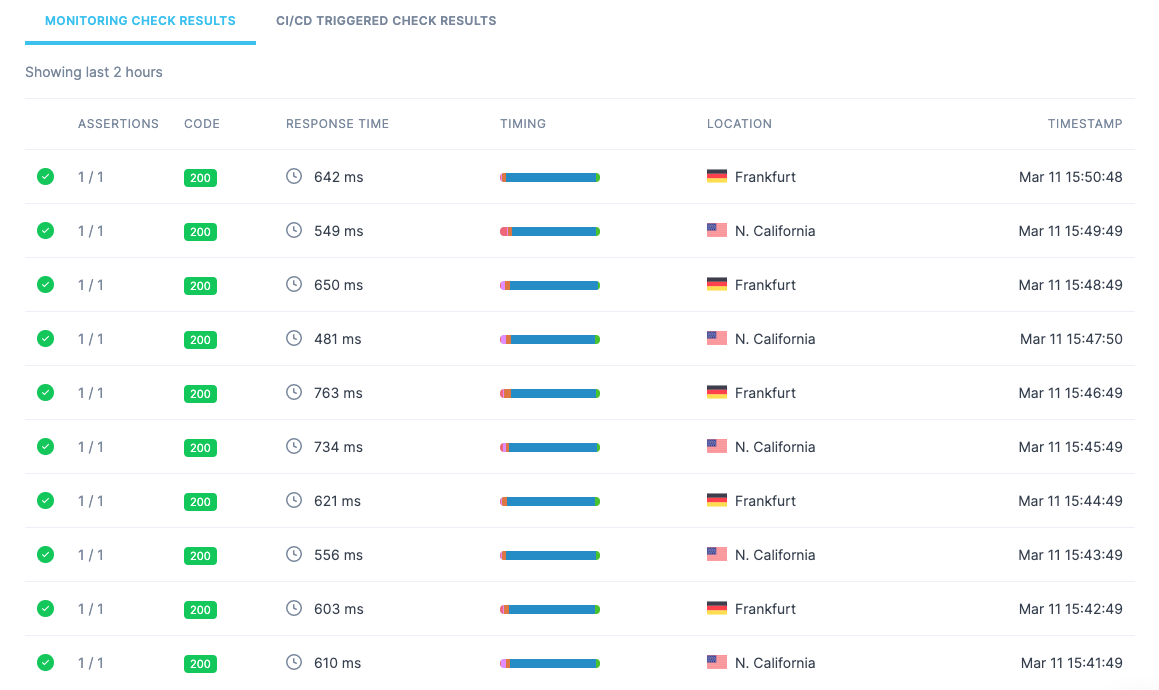 MONITORING CHECK RESULTS CI/CD TRIGGERED CHECK RESULTS
Showing last 2 hours
ASSERTIONS CODE RESPONSE TIME TIMING LOCATION TIMESTAMP
1 / 1 200 642 ms Frankfurt Mar 11 15:50:48
1 / 1 200 549 ms N. California Mar 11 15:49:49
1 / 1 200 650 ms Frankfurt Mar 11 15:48:49
1 / 1 200 481 ms N. California Mar 11 15:47:50
1 / 1 200 763 ms Frankfurt Mar 11 15:46:49
1 / 1 200 734 ms N. California Mar 11 15:45:49
1 / 1 200 621 ms Frankfurt Mar 11 15:44:49
1 / 1 200 556 ms N. California Mar 11 15:43:49
1 / 1 200 603 ms Frankfurt Mar 11 15:42:49
1 / 1 200 610 ms N. California Mar 11 15:41:49